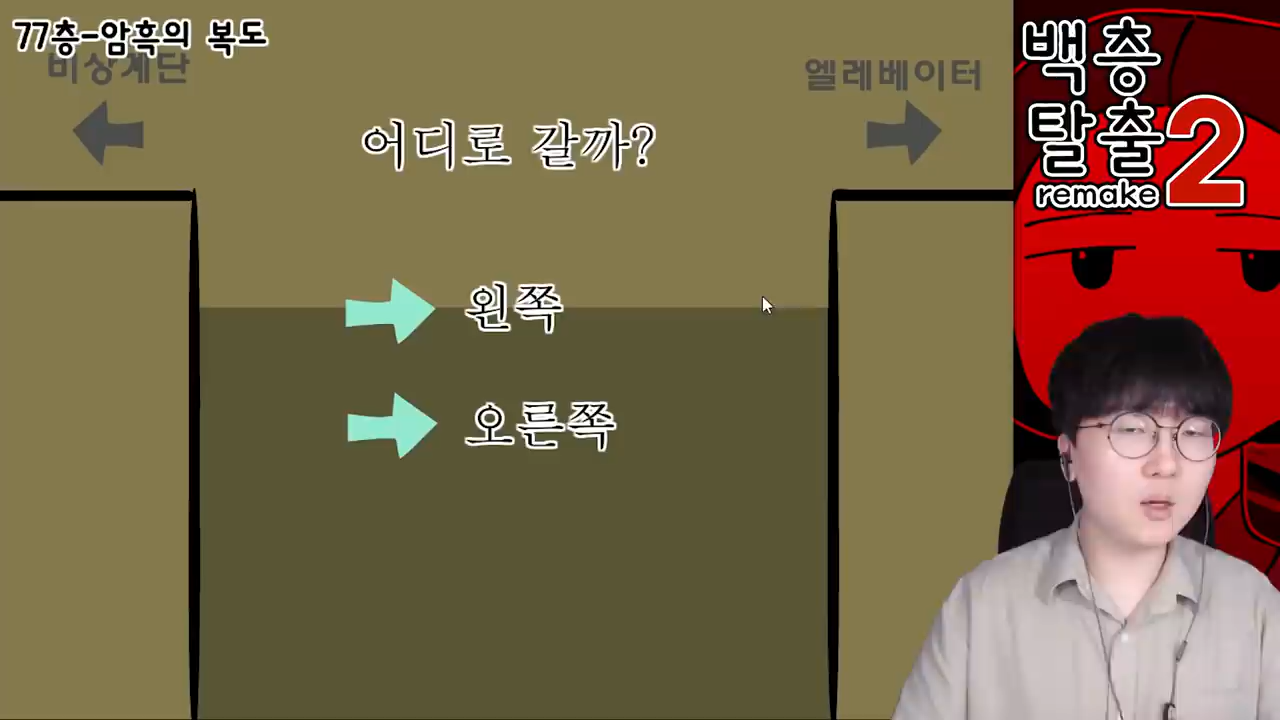 77층-암흑의 복도
비상계단
엘레베이터
어디로 갈까?
왼쪽
오른쪽
백층
탈출2
remake